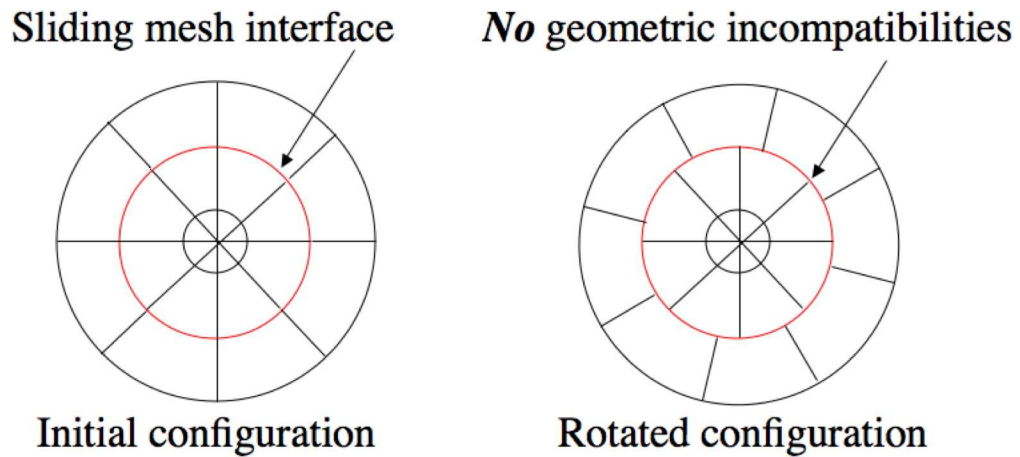 Sliding mesh interface
No geometric incompatibilities
Initial configuration
Rotated configuration